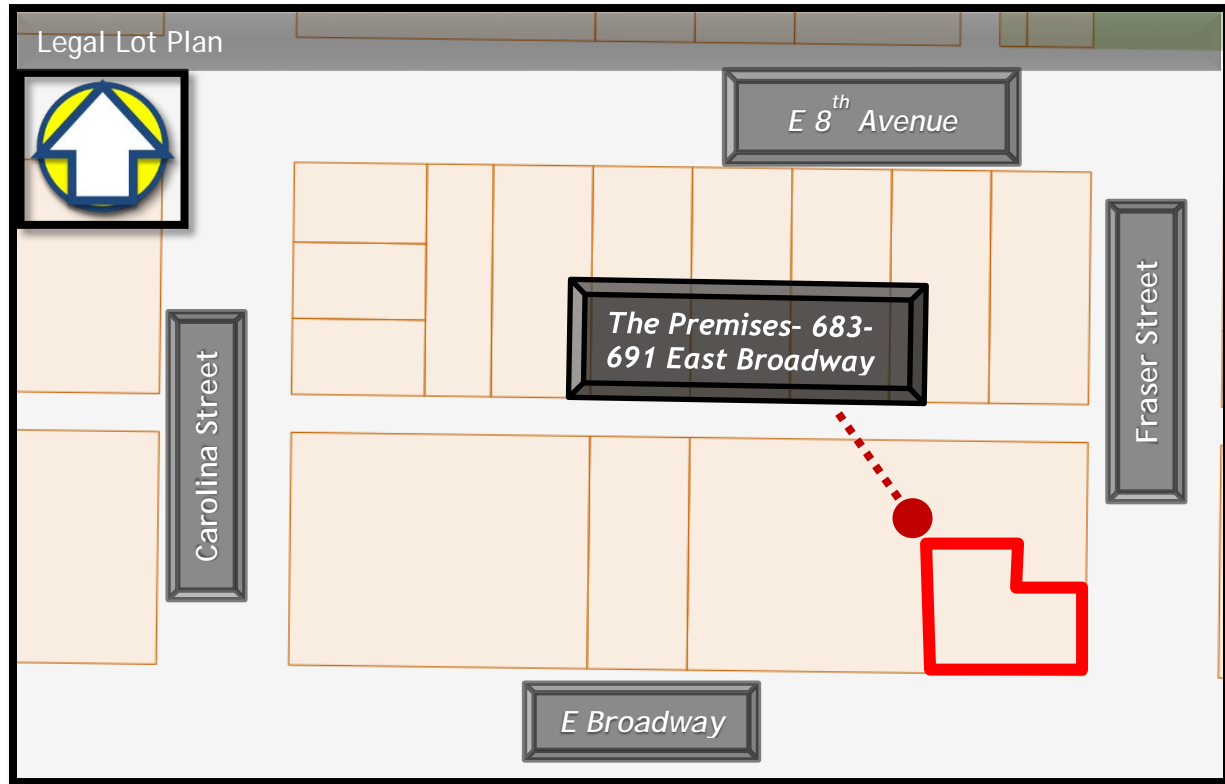 Legal Lot Plan
E 8th Avenue
The Premises– 683-
691 East Broadway
Carolina Street
Fraser Street
E Broadway